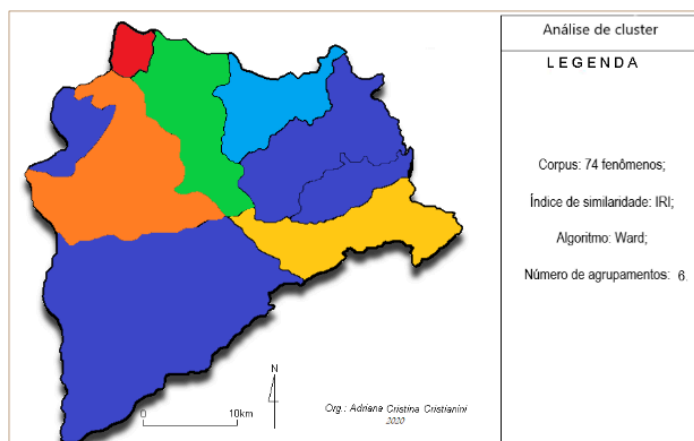 Análise de cluster
L E G E N D A
Corpus: 74 fenômenos;
Índice de similaridade: IRI;
Algoritmo: Ward;
Número de agrupamentos: 6.
N
0 10km
Org.: Adriana Cristina Cristianini
2020